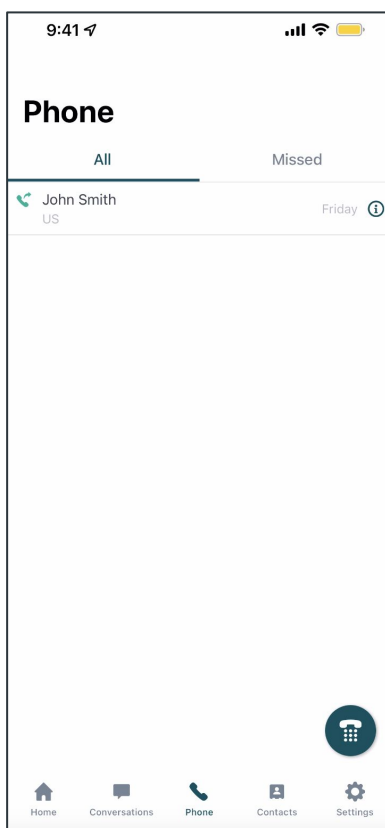 9:41
Phone
All Missed
John Smith
US
Friday
Home Conversations Phone Contacts Settings